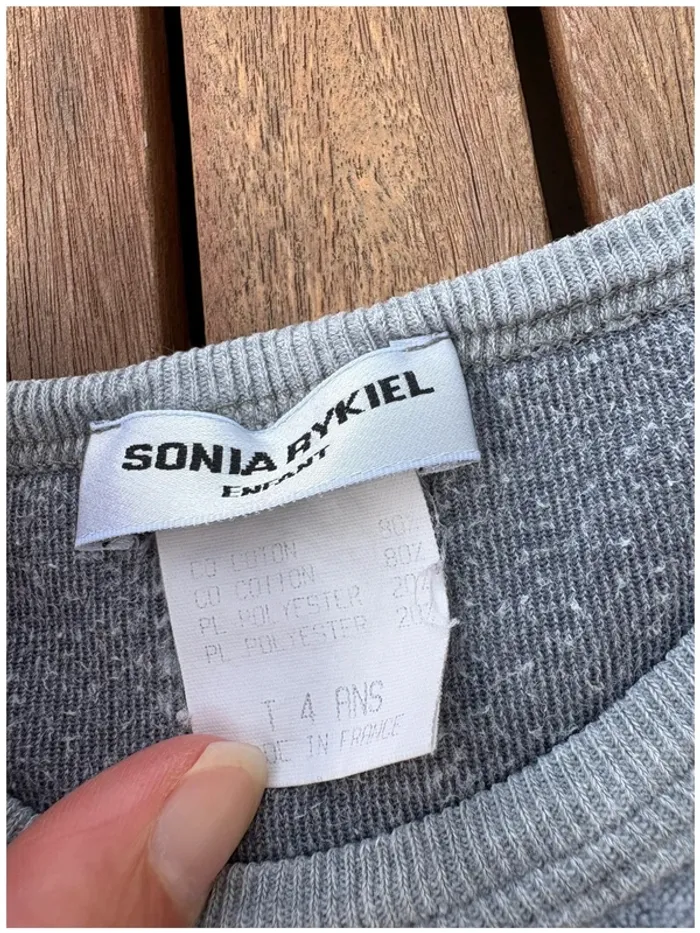 SONIA RYKIEL
ENFANT
CO COTON 80%
CO COTTON 80%
PL POLYESTER 20%
PL POLYESTER 20%
T 4 ANS
DE IN FRANCE